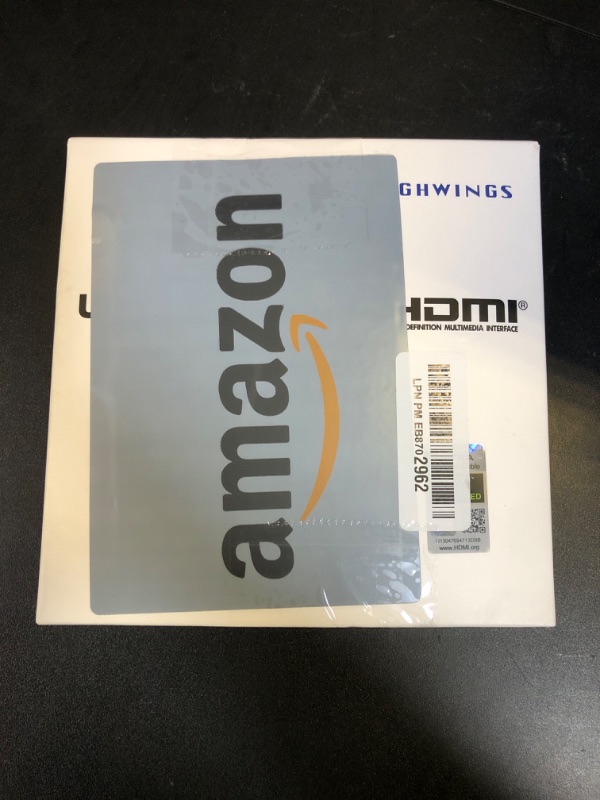 GHWINGS
HDMI®
DEFINITION MULTIMEDIA INTERFACE
amazon
LPN PM EB8702962
www.HDMI.org